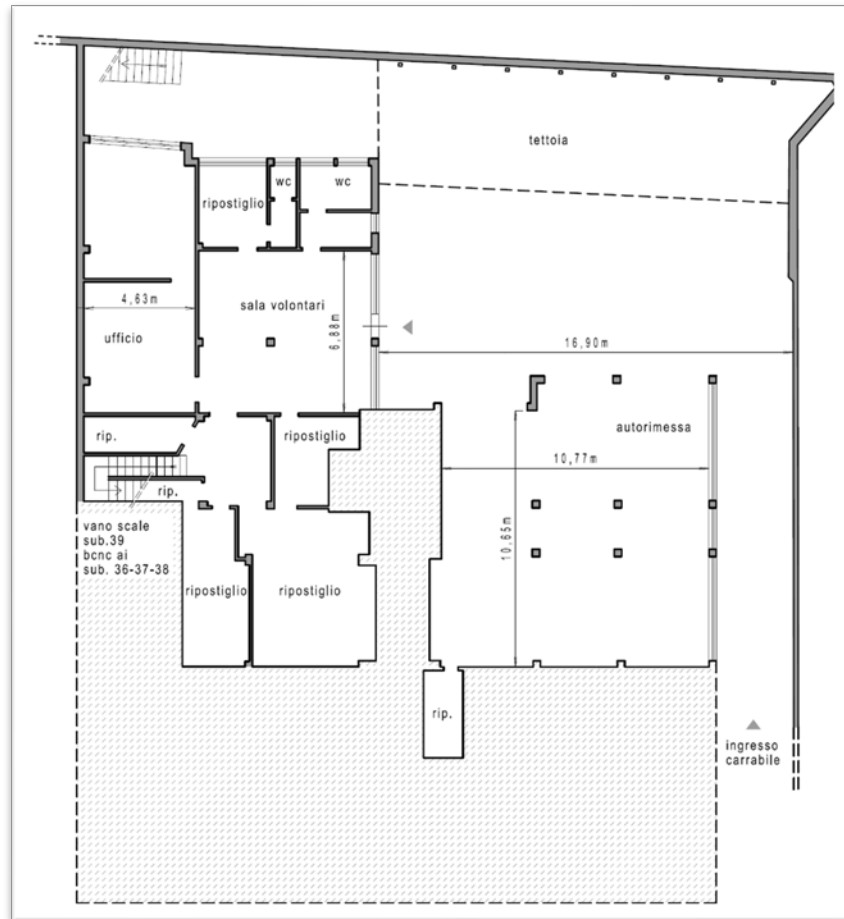 tettoia
wc
wc
ripostiglio
4,63m
sala volontari
6,88m
ufficio
16,90m
rip.
ripostiglio
autorimessa
10,77m
rip.
10,65m
vano scale
sub.39
bcnc ai
sub. 36-37-38
ripostiglio
ripostiglio
rip.
ingresso
carrabile